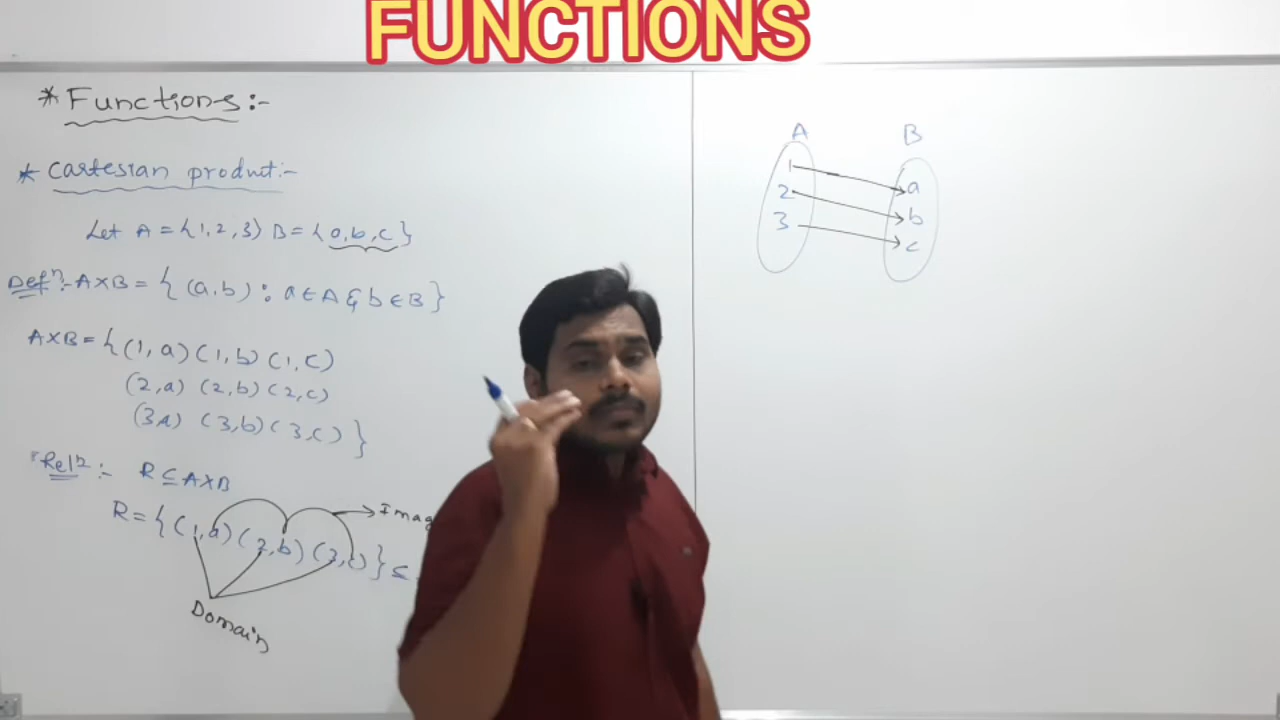 FUNCTIONS
* Functions:-
* Cartesian product:-
Let A = {1,2,3} B = {a,b,c}
Defⁿ:- A×B = { (a,b) : a ∈ A & b ∈ B }
A×B = { (1,a) (1,b) (1,c)
(2,a) (2,b) (2,c)
(3,a) (3,b) (3,c) }
Relⁿ:- R ⊆ A×B
R = { (1,a) (2,b) (3,c) } ⊆
Imag
Domain
A B
1 a
2 b
3 c